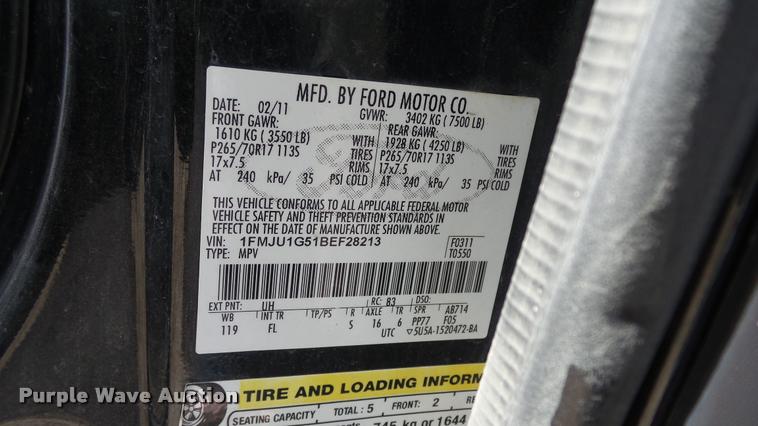 MFD. BY FORD MOTOR CO.
DATE: 02/11 GVWR: 3402 KG ( 7500 LB)
FRONT GAWR: REAR GAWR:
1610 KG ( 3550 LB) WITH 1928 KG ( 4250 LB) WITH
P265/70R17 113S TIRES P265/70R17 113S TIRES
17x7.5 RIMS 17x7.5 RIMS
AT 240 kPa/ 35 PSI COLD AT 240 kPa/ 35 PSI COLD
Ford
THIS VEHICLE CONFORMS TO ALL APPLICABLE FEDERAL MOTOR
VEHICLE SAFETY AND THEFT PREVENTION STANDARDS IN
EFFECT ON THE DATE OF MANUFACTURE SHOWN ABOVE.
VIN: 1FMJU1G51BEF28213 F0311
TYPE: MPV T0550
EXT PNT: UH RC: 83 DSO:
WB INT TR TP/PS R AXLE TR SPR AB714
119 FL S 16 6 PP77 F05
UTC ▽5U5A-1520472-BA
TIRE AND LOADING INFORM
SEATING CAPACITY TOTAL: 5 FRONT: 2
745 kg or 1644
Purple Wave Auction